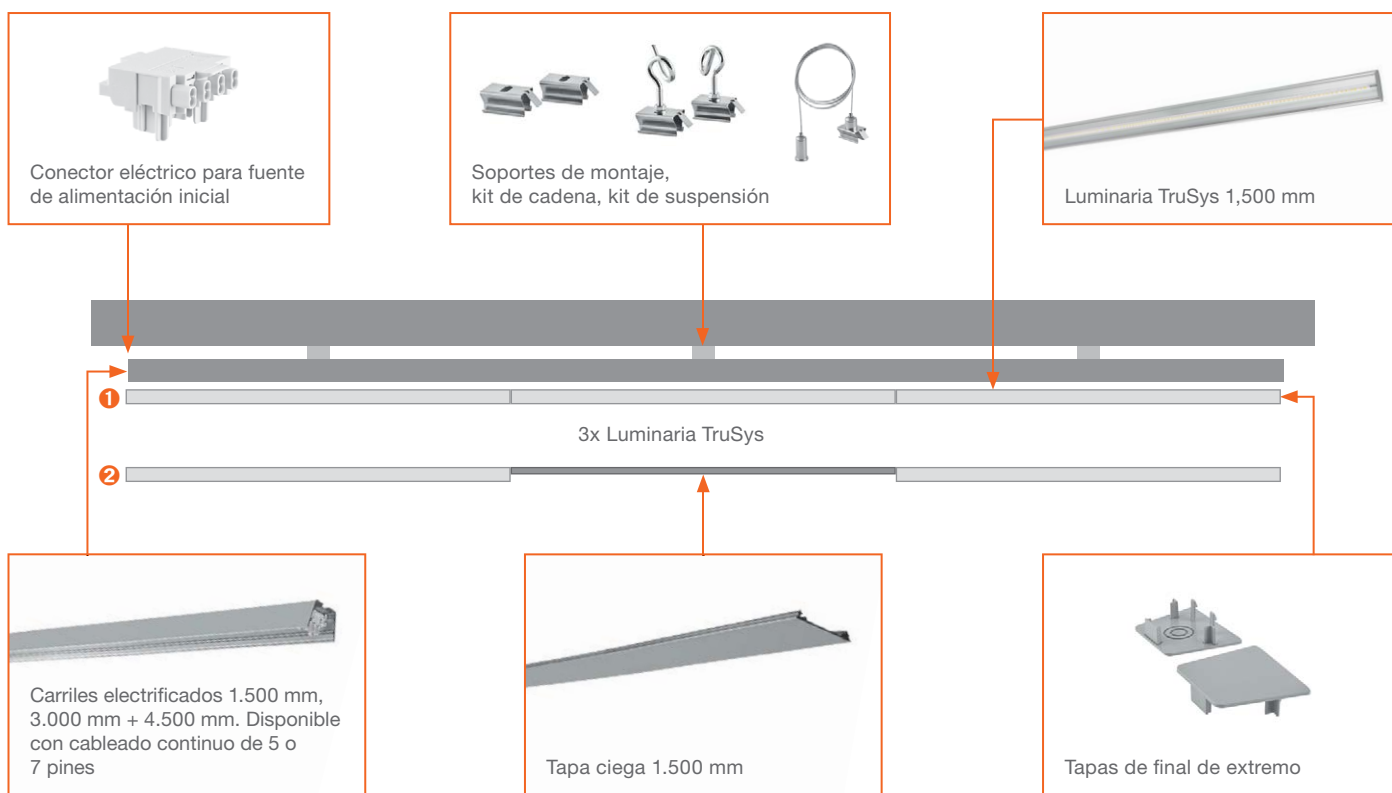 Conector eléctrico para fuente
de alimentación inicial
Soportes de montaje,
kit de cadena, kit de suspensión
Luminaria TruSys 1,500 mm
1
3x Luminaria TruSys
2
Carriles electrificados 1.500 mm,
3.000 mm + 4.500 mm. Disponible
con cableado continuo de 5 o
7 pines
Tapa ciega 1.500 mm
Tapas de final de extremo